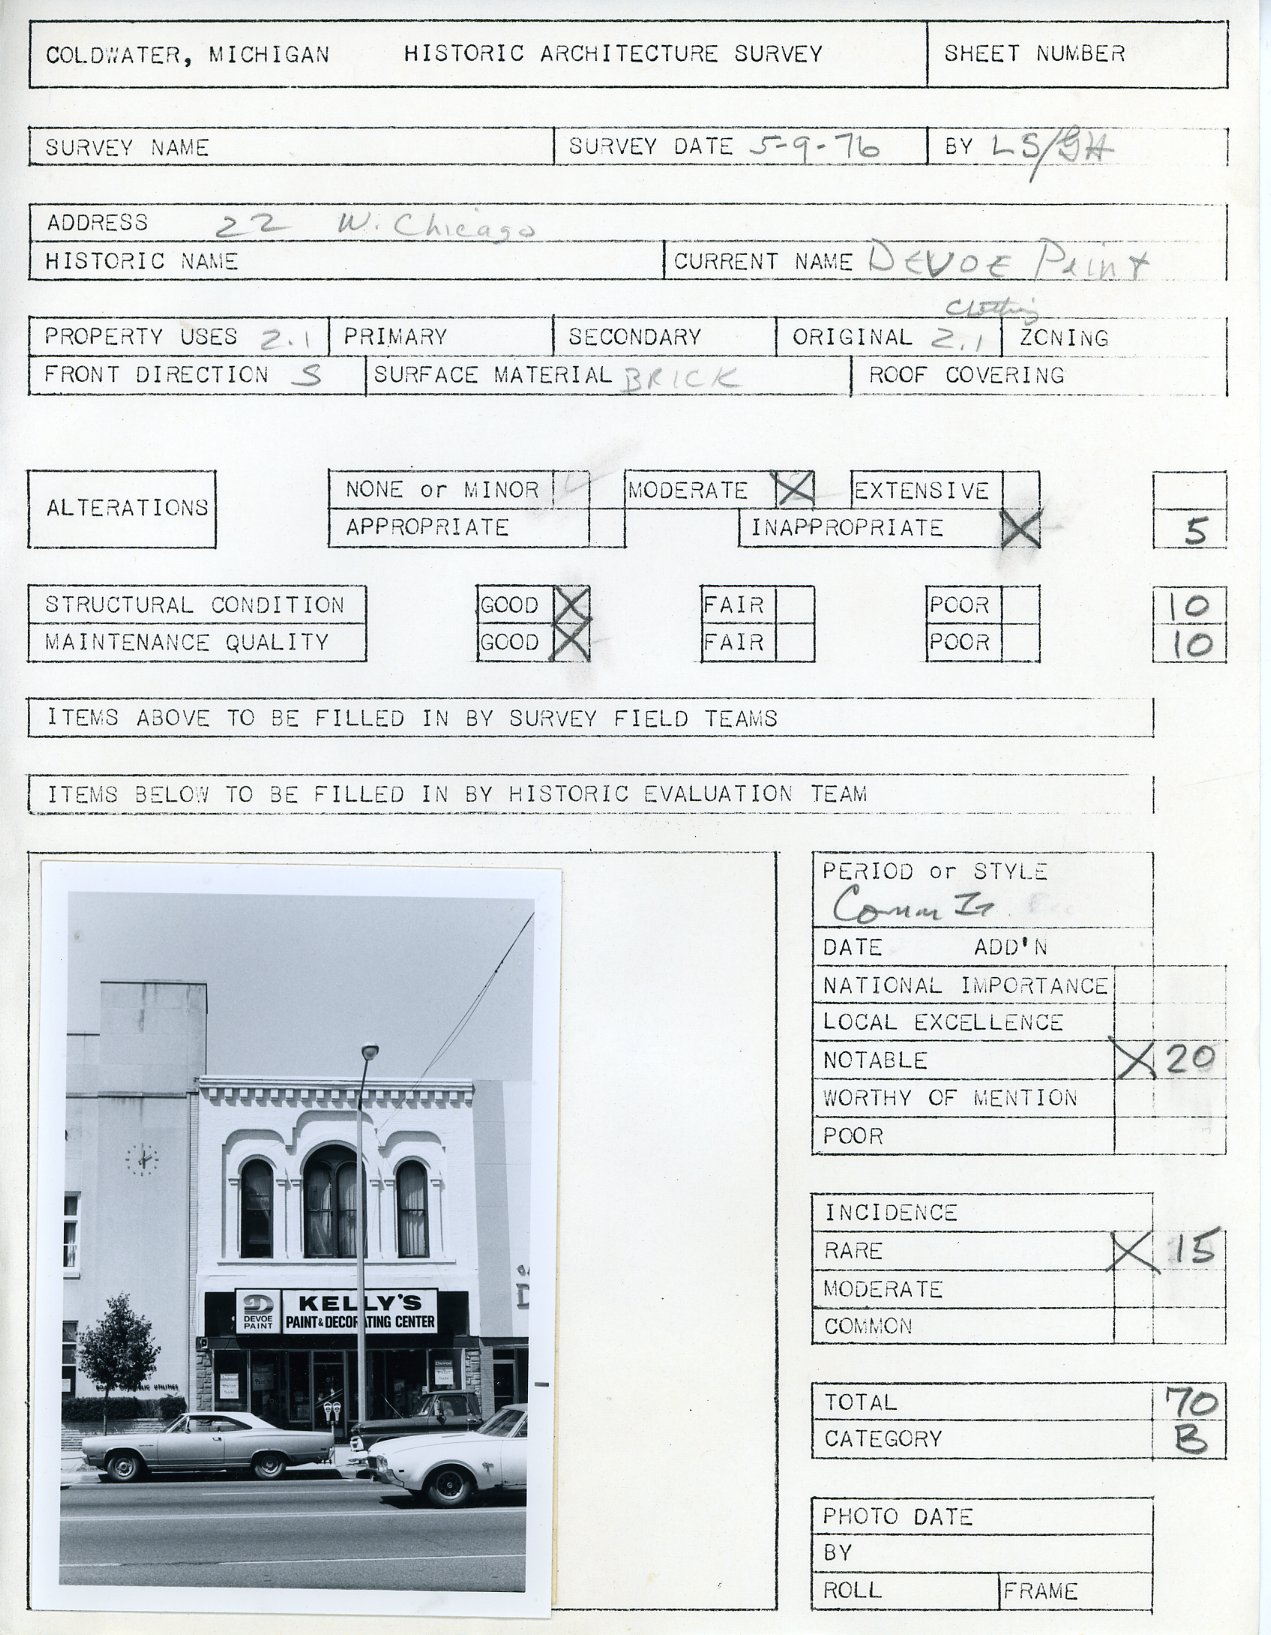 COLDWATER, MICHIGAN HISTORIC ARCHITECTURE SURVEY SHEET NUMBER
SURVEY NAME SURVEY DATE 5-9-76 BY LS/GH
ADDRESS 22 W. Chicago
HISTORIC NAME CURRENT NAME DEVOE Paint
Clothing
PROPERTY USES 2.1 PRIMARY SECONDARY ORIGINAL 2.1 ZONING
FRONT DIRECTION S SURFACE MATERIAL BRICK ROOF COVERING
ALTERATIONS
NONE or MINOR MODERATE X EXTENSIVE
APPROPRIATE INAPPROPRIATE X 5
STRUCTURAL CONDITION GOOD X FAIR POOR 10
MAINTENANCE QUALITY GOOD X FAIR POOR 10
ITEMS ABOVE TO BE FILLED IN BY SURVEY FIELD TEAMS
ITEMS BELOW TO BE FILLED IN BY HISTORIC EVALUATION TEAM
PERIOD or STYLE
Comm It.
DATE ADD'N
NATIONAL IMPORTANCE
LOCAL EXCELLENCE
NOTABLE X 20
WORTHY OF MENTION
POOR
INCIDENCE
RARE X 15
MODERATE
COMMON
TOTAL 70
CATEGORY B
PHOTO DATE
BY
ROLL FRAME
DEVOE
PAINT
KELLY'S
PAINT & DECORATING CENTER